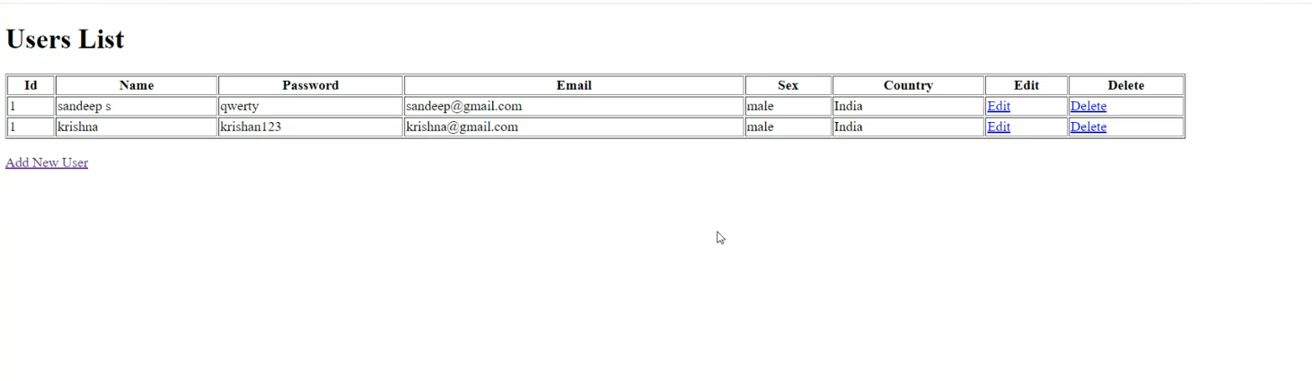 Users List
Id Name Password Email Sex Country Edit Delete
1 sandeep s qwerty sandeep@gmail.com male India Edit Delete
1 krishna krishan123 krishna@gmail.com male India Edit Delete
Add New User